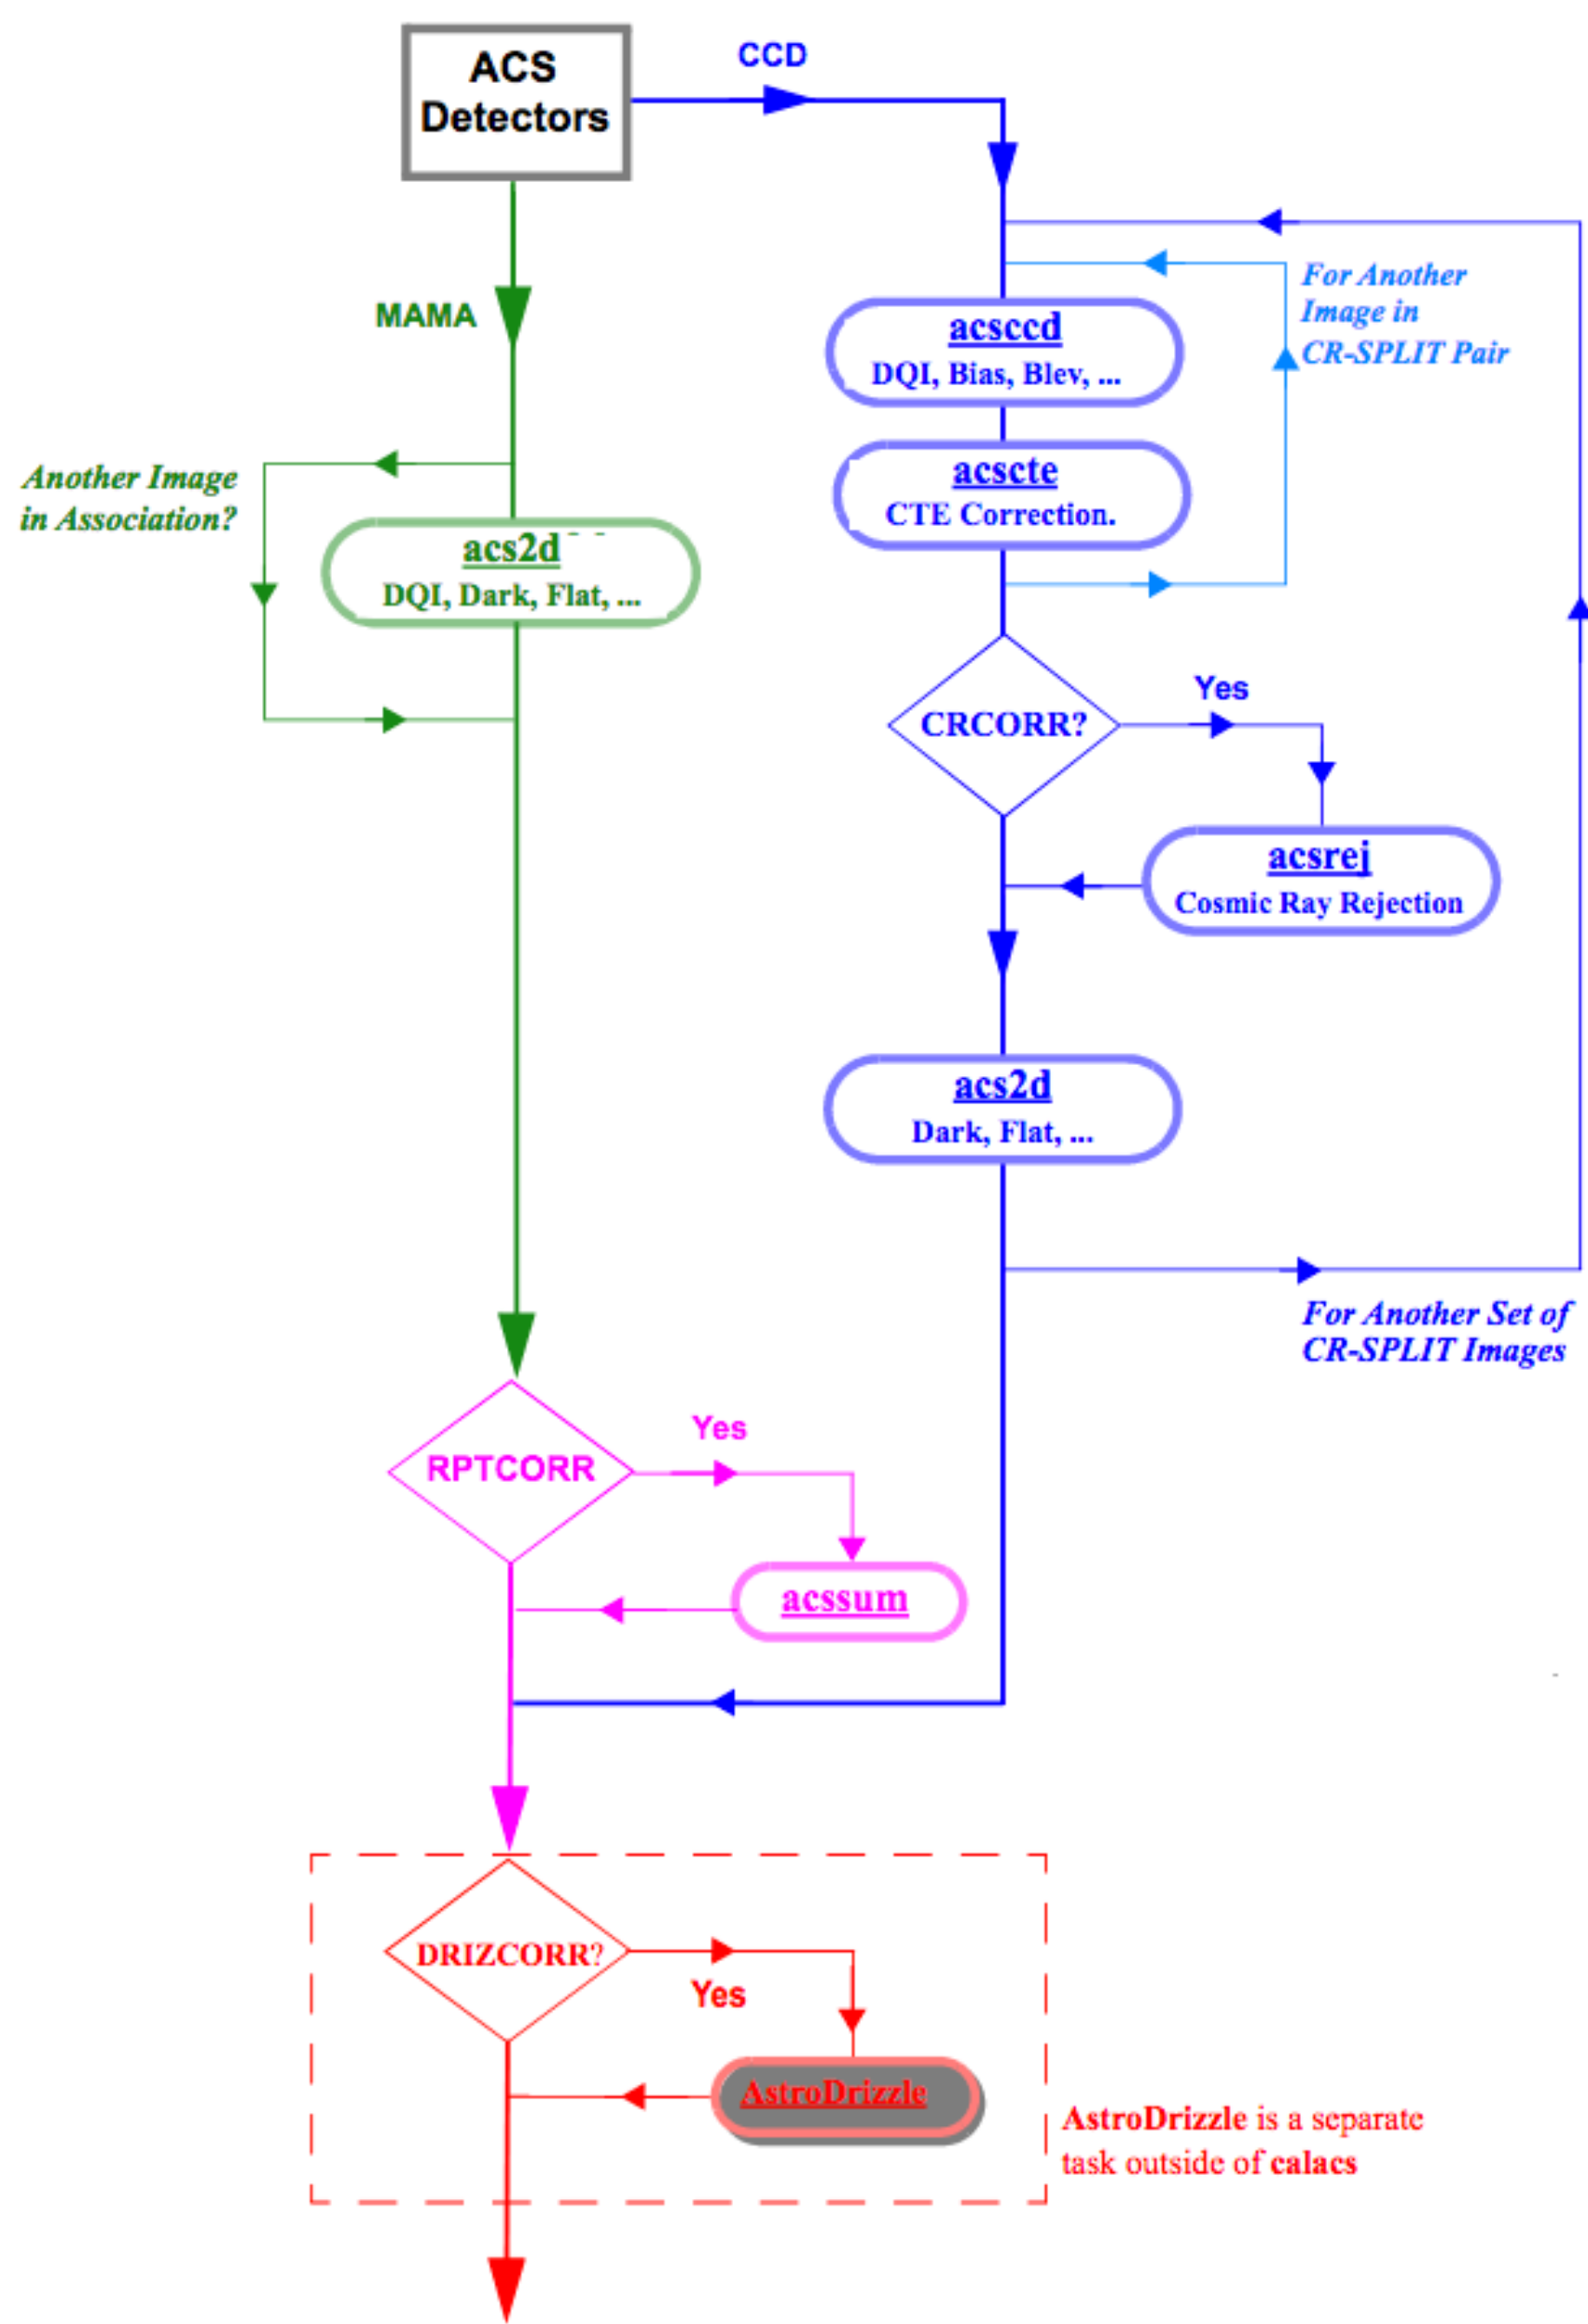 ACS
Detectors
CCD
MAMA
For Another
Image in
CR-SPLIT Pair
acsccd
DQI, Bias, Blev, ...
acscte
CTE Correction.
Another Image
in Association?
acs2d
DQI, Dark, Flat, ...
CRCORR?
Yes
acsrej
Cosmic Ray Rejection
acs2d
Dark, Flat, ...
For Another Set of
CR-SPLIT Images
RPTCORR
Yes
acssum
DRIZCORR?
Yes
AstroDrizzle
AstroDrizzle is a separate
task outside of calacs